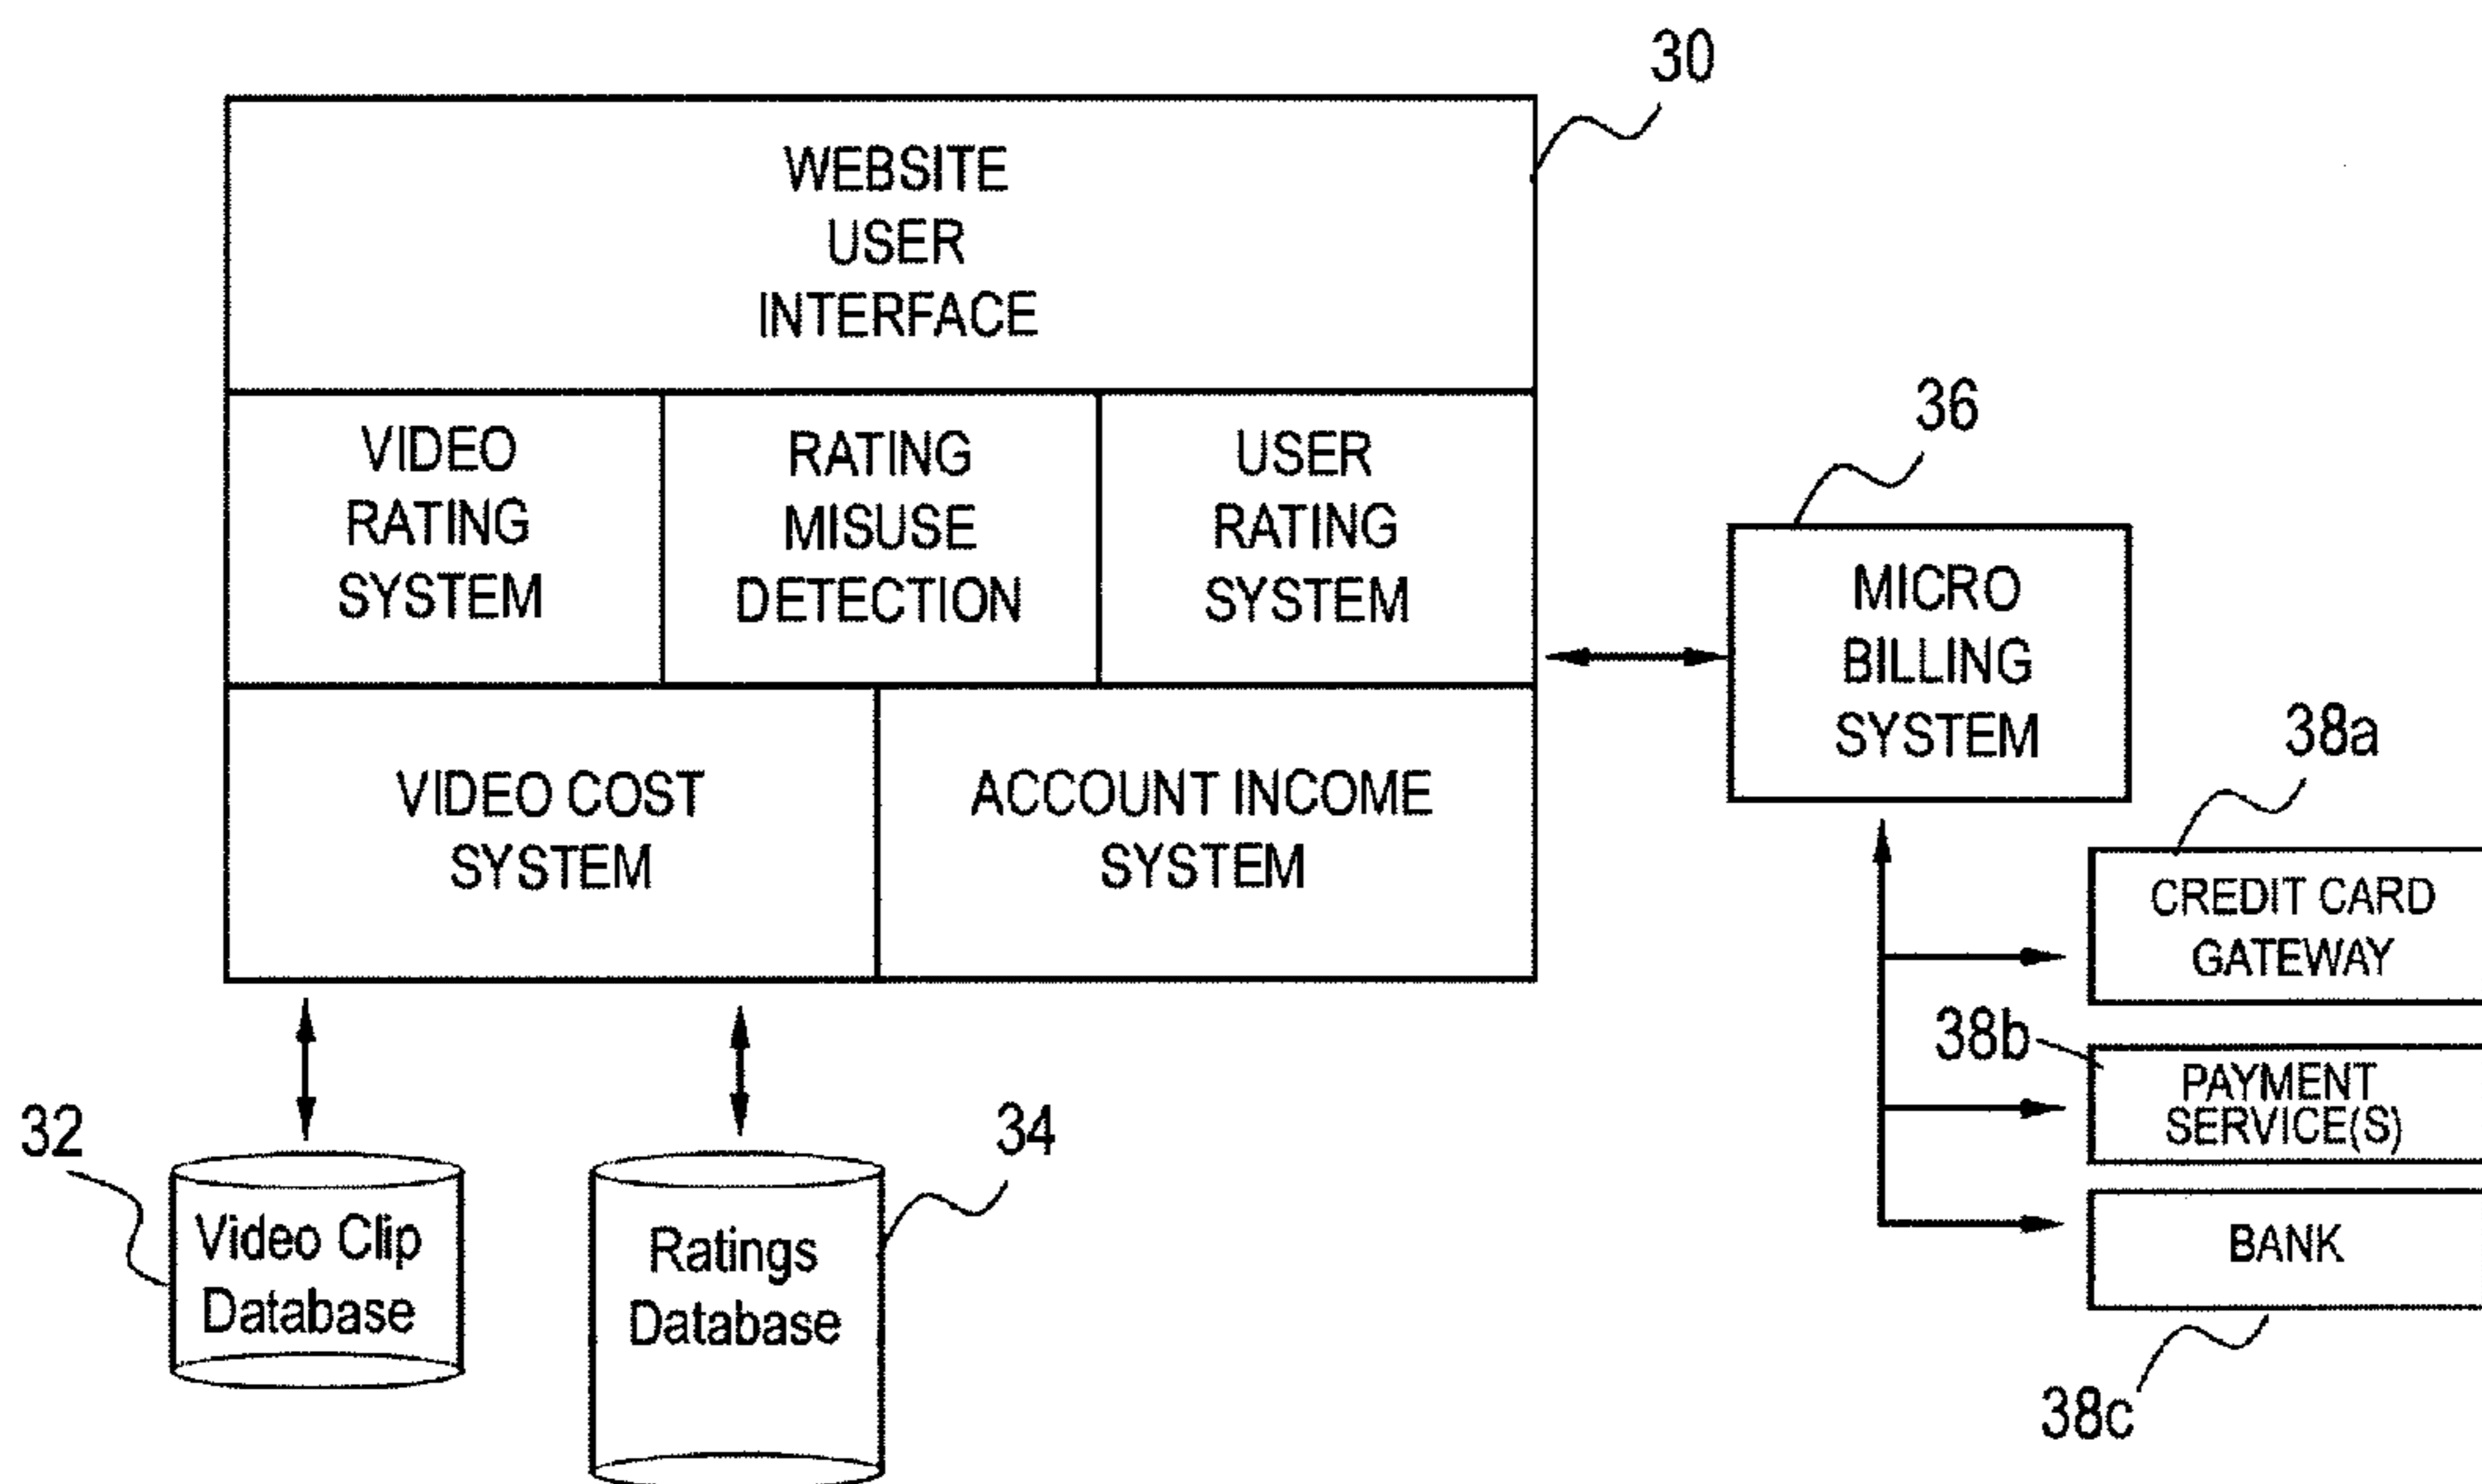 30
WEBSITE
USER
INTERFACE
VIDEO
RATING
SYSTEM
RATING
MISUSE
DETECTION
USER
RATING
SYSTEM
36
MICRO
BILLING
SYSTEM
VIDEO COST
SYSTEM
ACCOUNT INCOME
SYSTEM
38a
CREDIT CARD
GATEWAY
38b
PAYMENT
SERVICE(S)
BANK
38c
32
Video Clip
Database
34
Ratings
Database